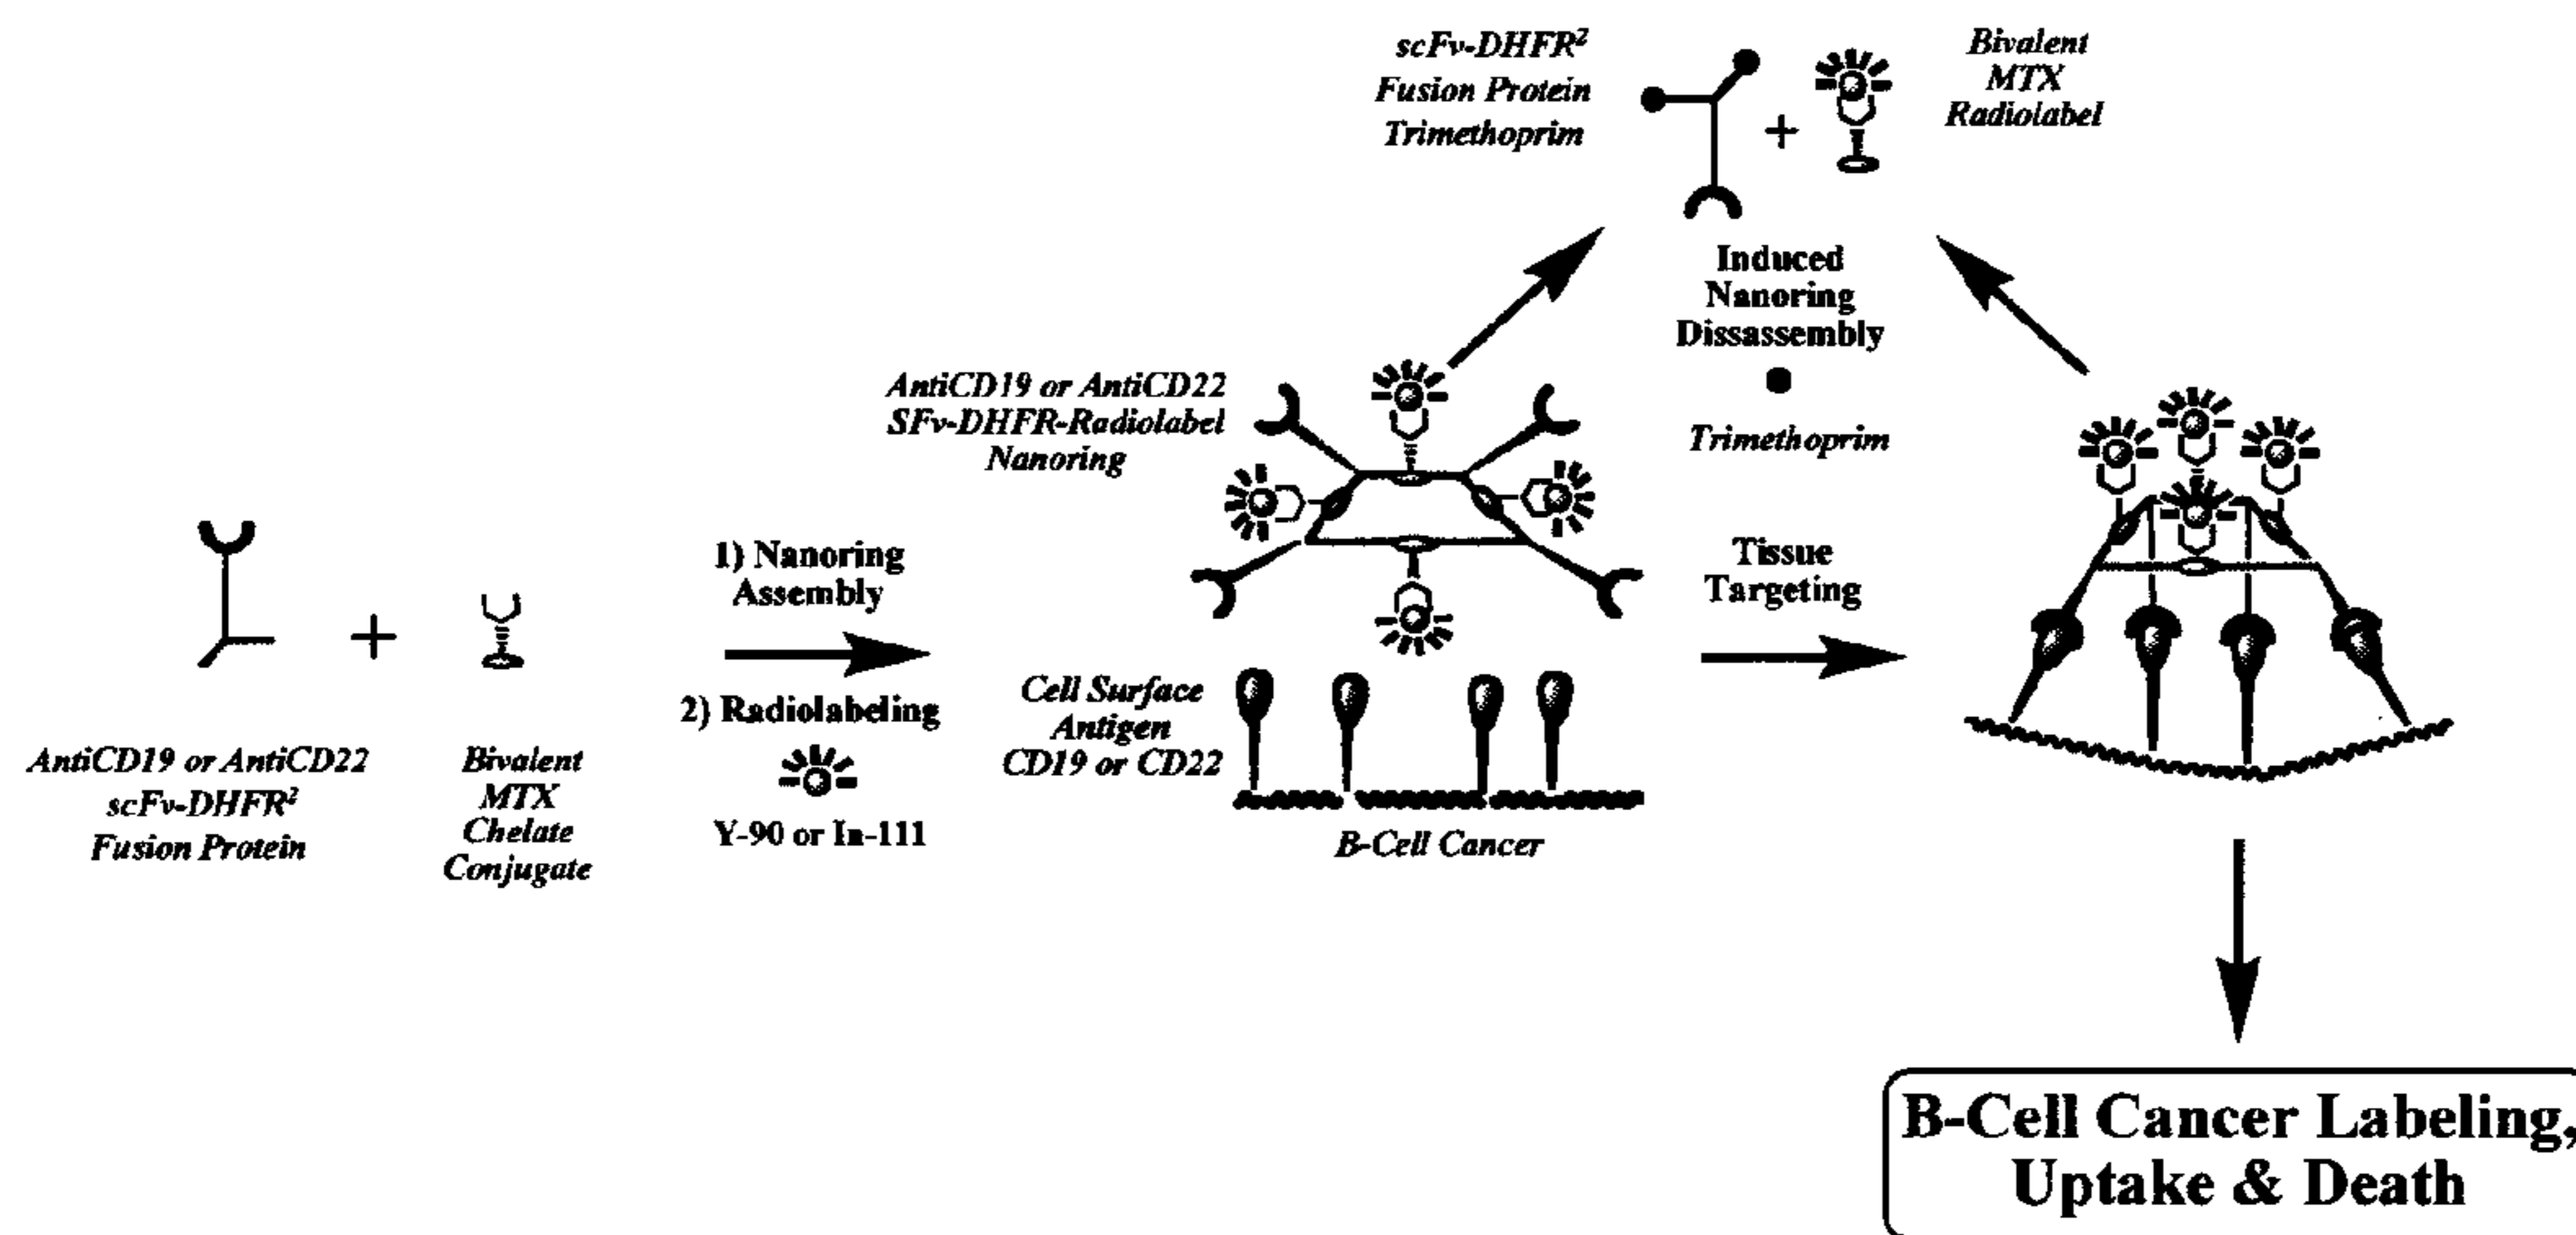 scFv-DHFR²
Fusion Protein
Trimethoprim
Bivalent
MTX
Radiolabel
Induced
Nanoring
Dissassembly
Trimethoprim
AntiCD19 or AntiCD22
SFv-DHFR-Radiolabel
Nanoring
1) Nanoring
Assembly
2) Radiolabeling
Y-90 or In-111
AntiCD19 or AntiCD22
scFv-DHFR²
Fusion Protein
Bivalent
MTX
Chelate
Conjugate
Cell Surface
Antigen
CD19 or CD22
B-Cell Cancer
Tissue
Targeting
B-Cell Cancer Labeling,
Uptake & Death